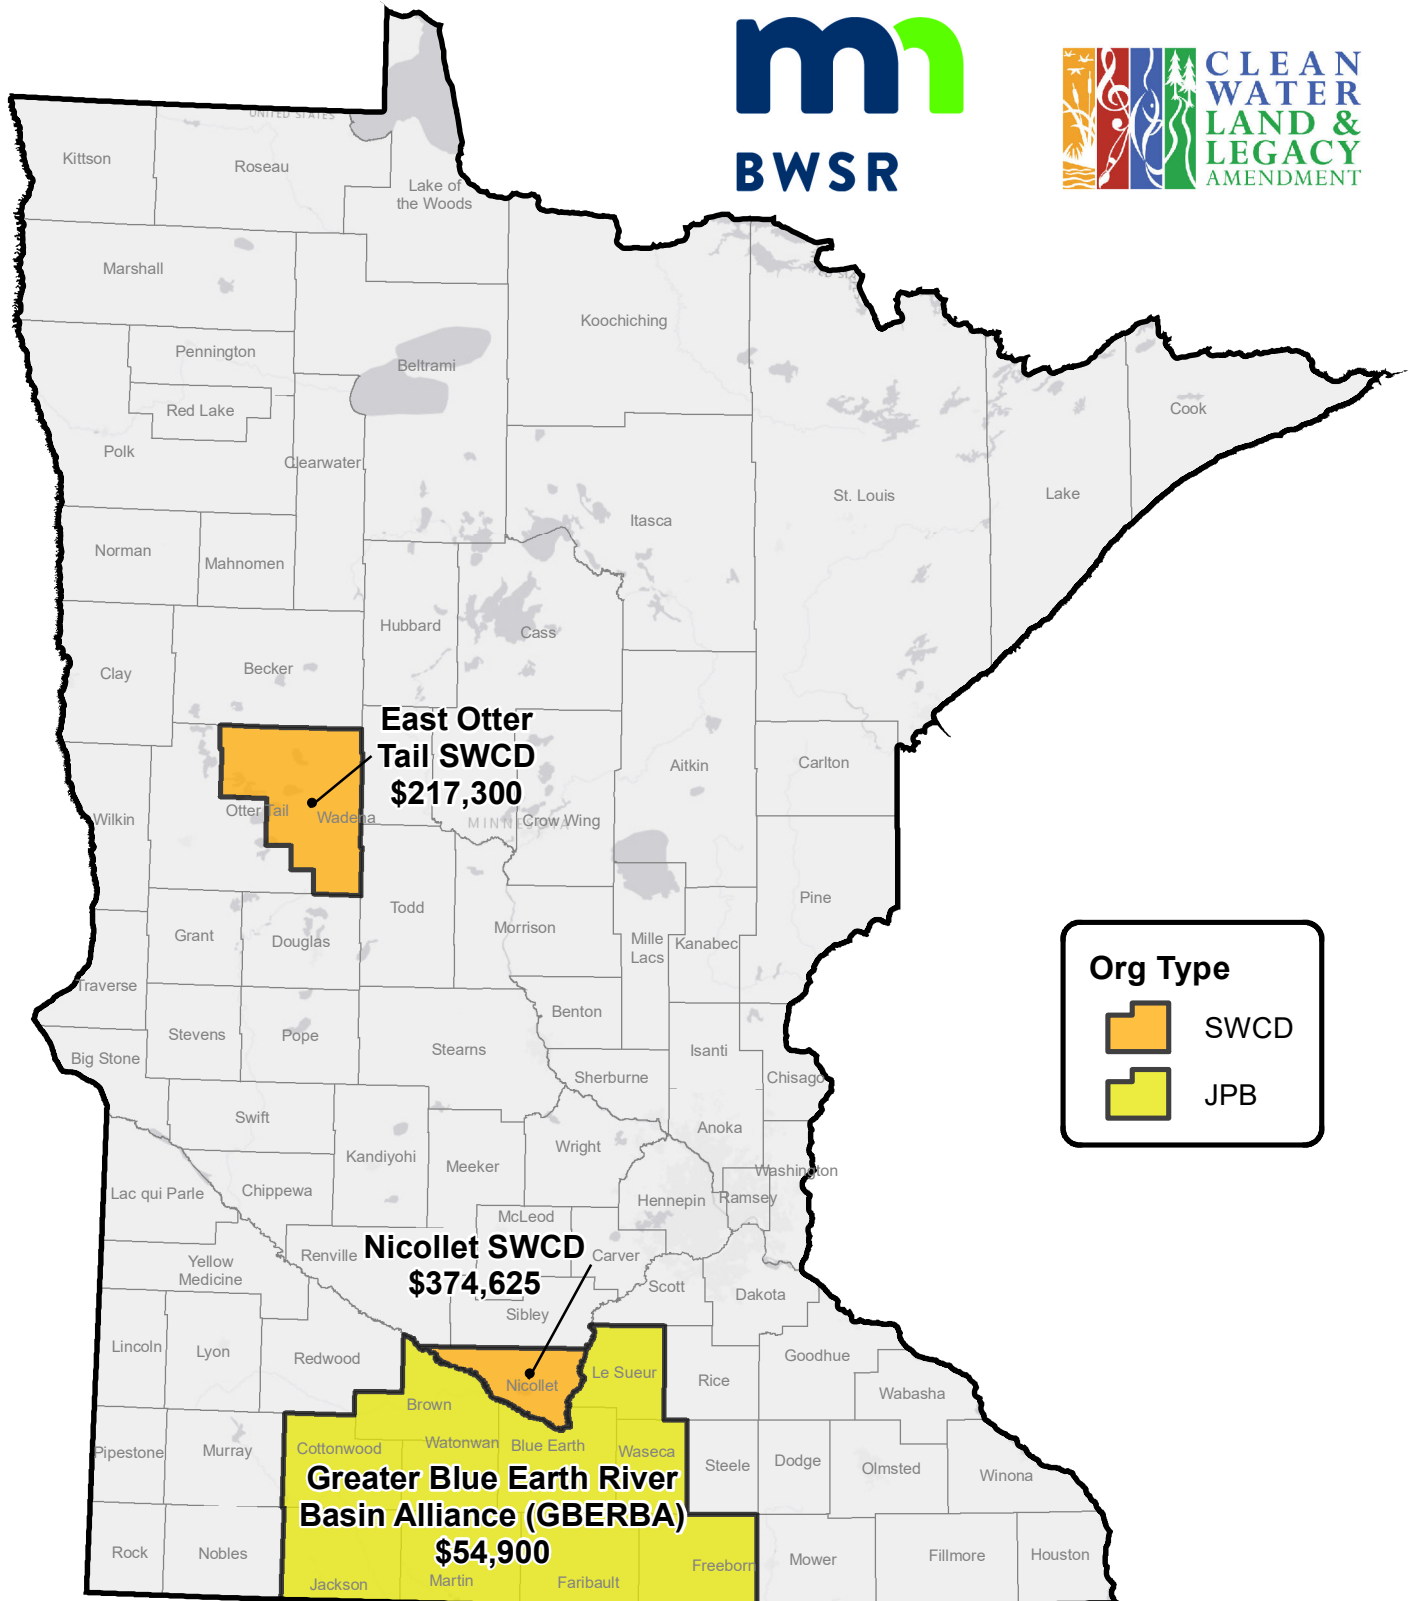 BWSR
CLEAN
WATER
LAND &
LEGACY
AMENDMENT
UNITED STATES
Kittson
Roseau
Lake of
the Woods
Marshall
Koochiching
Pennington
Beltrami
Red Lake
Cook
Polk
Clearwater
St. Louis
Lake
Itasca
Norman
Mahnomen
Hubbard
Cass
Clay
Becker
East Otter
Tail SWCD
$217,300
Aitkin
Carlton
Otter Tail
Wadena
Wilkin
MINNESOTA
Crow Wing
Pine
Todd
Grant
Douglas
Morrison
Mille
Lacs
Kanabec
Traverse
Benton
Stevens
Pope
Stearns
Isanti
Big Stone
Sherburne
Chisago
Org Type
SWCD
JPB
Swift
Anoka
Wright
Kandiyohi
Meeker
Washington
Lac qui Parle
Chippewa
Hennepin
Ramsey
McLeod
Renville
Nicollet SWCD
$374,625
Carver
Yellow
Medicine
Scott
Dakota
Sibley
Lincoln
Lyon
Redwood
Le Sueur
Rice
Goodhue
Nicollet
Wabasha
Brown
Pipestone
Murray
Cottonwood
Watonwan
Blue Earth
Waseca
Steele
Dodge
Olmsted
Winona
Greater Blue Earth River
Basin Alliance (GBERBA)
$54,900
Rock
Nobles
Jackson
Martin
Faribault
Freeborn
Mower
Fillmore
Houston